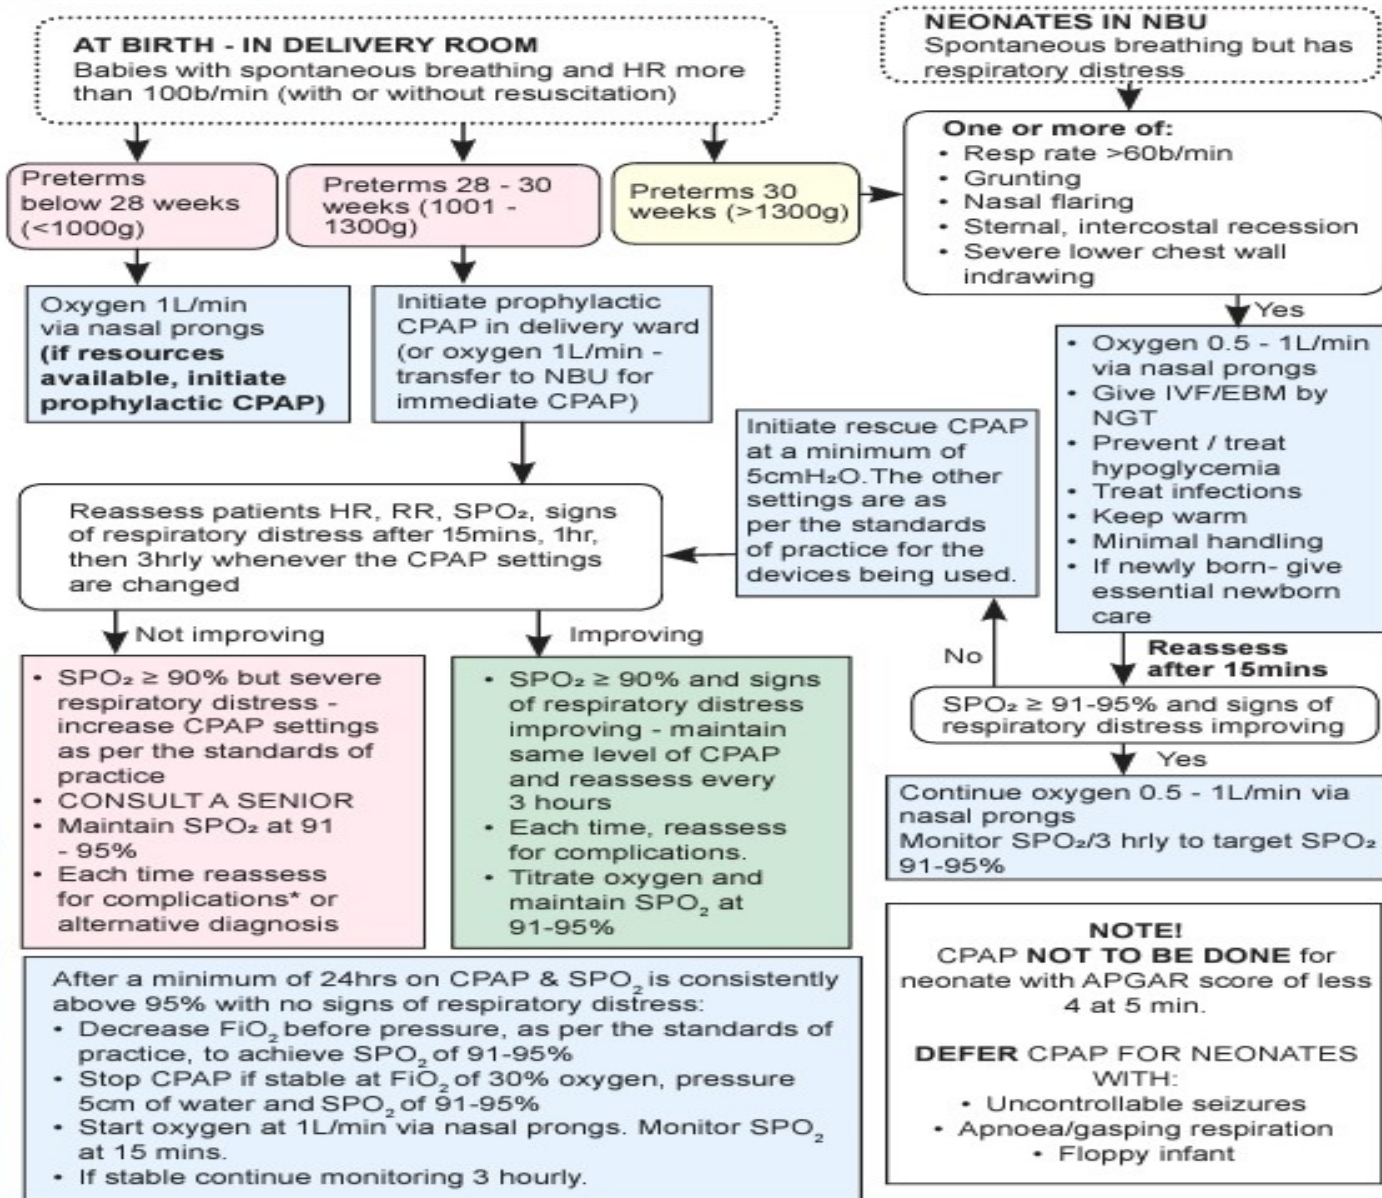 AT BIRTH - IN DELIVERY ROOM
Babies with spontaneous breathing and HR more
than 100b/min (with or without resuscitation)
NEONATES IN NBU
Spontaneous breathing but has
respiratory distress
Preterms
below 28 weeks
(<1000g)
Preterms 28 - 30
weeks (1001 -
1300g)
Preterms 30
weeks (>1300g)
One or more of:
• Resp rate >60b/min
• Grunting
• Nasal flaring
• Sternal, intercostal recession
• Severe lower chest wall
indrawing
Yes
Oxygen 1L/min
via nasal prongs
(if resources
available, initiate
prophylactic CPAP)
Initiate prophylactic
CPAP in delivery ward
(or oxygen 1L/min -
transfer to NBU for
immediate CPAP)
• Oxygen 0.5 - 1L/min
via nasal prongs
• Give IVF/EBM by
NGT
• Prevent / treat
hypoglycemia
• Treat infections
• Keep warm
• Minimal handling
• If newly born- give
essential newborn
care
Initiate rescue CPAP
at a minimum of
5cmH₂O.The other
settings are as
per the standards
of practice for the
devices being used.
Reassess patients HR, RR, SPO₂, signs
of respiratory distress after 15mins, 1hr,
then 3hrly whenever the CPAP settings
are changed
Not improving
Improving
No
Reassess
after 15mins
SPO₂ ≥ 91-95% and signs of
respiratory distress improving
Yes
• SPO₂ ≥ 90% but severe
respiratory distress -
increase CPAP settings
as per the standards of
practice
• CONSULT A SENIOR
• Maintain SPO₂ at 91
- 95%
• Each time reassess
for complications* or
alternative diagnosis
• SPO₂ ≥ 90% and signs
of respiratory distress
improving - maintain
same level of CPAP
and reassess every
3 hours
• Each time, reassess
for complications.
• Titrate oxygen and
maintain SPO₂ at
91-95%
Continue oxygen 0.5 - 1L/min via
nasal prongs
Monitor SPO₂/3 hrly to target SPO₂
91-95%
After a minimum of 24hrs on CPAP & SPO₂ is consistently
above 95% with no signs of respiratory distress:
• Decrease FiO₂ before pressure, as per the standards of
practice, to achieve SPO₂ of 91-95%
• Stop CPAP if stable at FiO₂ of 30% oxygen, pressure
5cm of water and SPO₂ of 91-95%
• Start oxygen at 1L/min via nasal prongs. Monitor SPO₂
at 15 mins.
• If stable continue monitoring 3 hourly.
NOTE!
CPAP NOT TO BE DONE for
neonate with APGAR score of less
4 at 5 min.
DEFER CPAP FOR NEONATES
WITH:
• Uncontrollable seizures
• Apnoea/gasping respiration
• Floppy infant